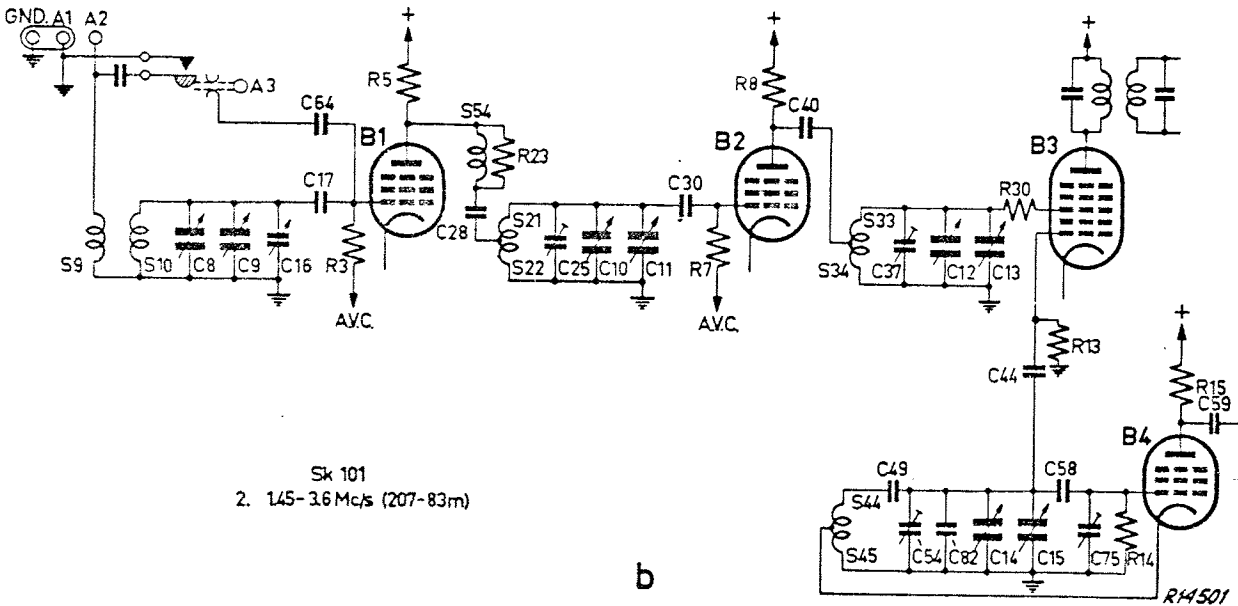 GND. A1 A2
+ + +
R5 R8
A3
C64 S54 C40
B1 R23 B2 B3
C17 C30 R30
C28 S21 S33
S9 S10 C8 C9 C16 R3 S22 C25 C10 C11 R7 S34 C37 C12 C13
A.V.C. A.V.C.
R13
+
C44
R15
C59
B4
Sk 101
2. 1.45-3.6 Mc/s (207-83m)
C49 C58
S44
S45 C54 C82 C14 C15 C75 R14
b
R14501